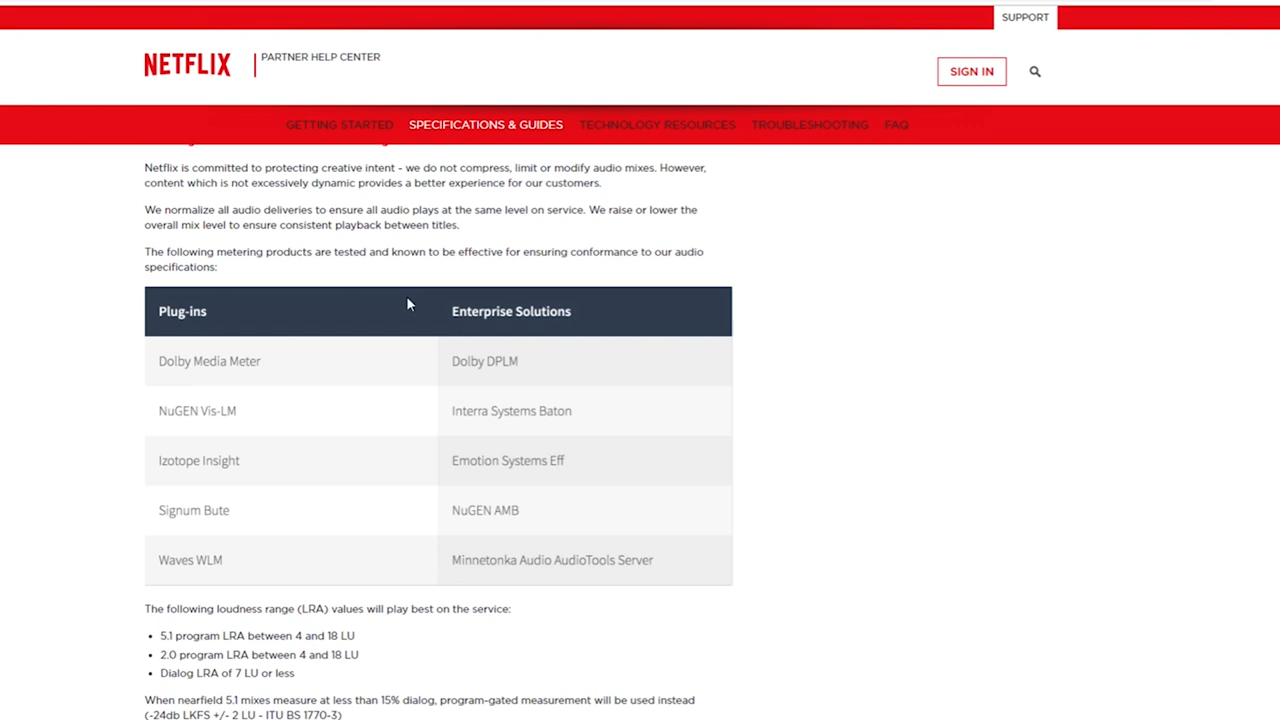 SUPPORT
NETFLIX | PARTNER HELP CENTER
SIGN IN
GETTING STARTED SPECIFICATIONS & GUIDES TECHNOLOGY RESOURCES TROUBLESHOOTING FAQ
Netflix is committed to protecting creative intent - we do not compress, limit or modify audio mixes. However,
content which is not excessively dynamic provides a better experience for our customers.
We normalize all audio deliveries to ensure all audio plays at the same level on service. We raise or lower the
overall mix level to ensure consistent playback between titles.
The following metering products are tested and known to be effective for ensuring conformance to our audio
specifications:
Plug-ins Enterprise Solutions
Dolby Media Meter Dolby DPLM
NuGEN Vis-LM Interra Systems Baton
Izotope Insight Emotion Systems Eff
Signum Bute NuGEN AMB
Waves WLM Minnetonka Audio AudioTools Server
The following loudness range (LRA) values will play best on the service:
• 5.1 program LRA between 4 and 18 LU
• 2.0 program LRA between 4 and 18 LU
• Dialog LRA of 7 LU or less
When nearfield 5.1 mixes measure at less than 15% dialog, program-gated measurement will be used instead
(-24db LKFS +/- 2 LU - ITU BS 1770-3)